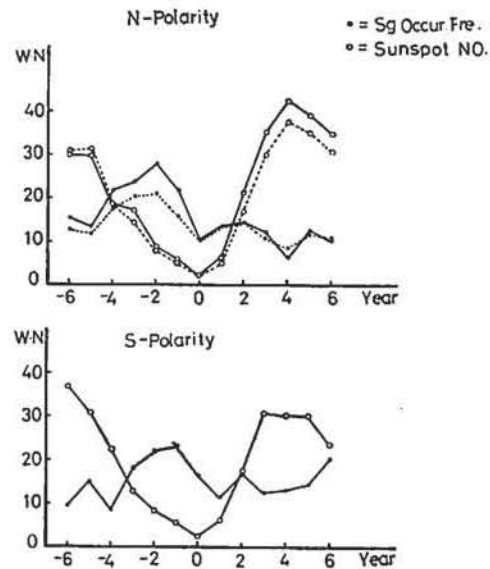 N-Polarity
• = Sg Occur Fre.
o = Sunspot NO.
WN
40
30
20
10
0
-6 -4 -2 0 2 4 6 Year
S-Polarity
W·N
40
30
20
10
0
-6 -4 -2 0 2 4 6 Year